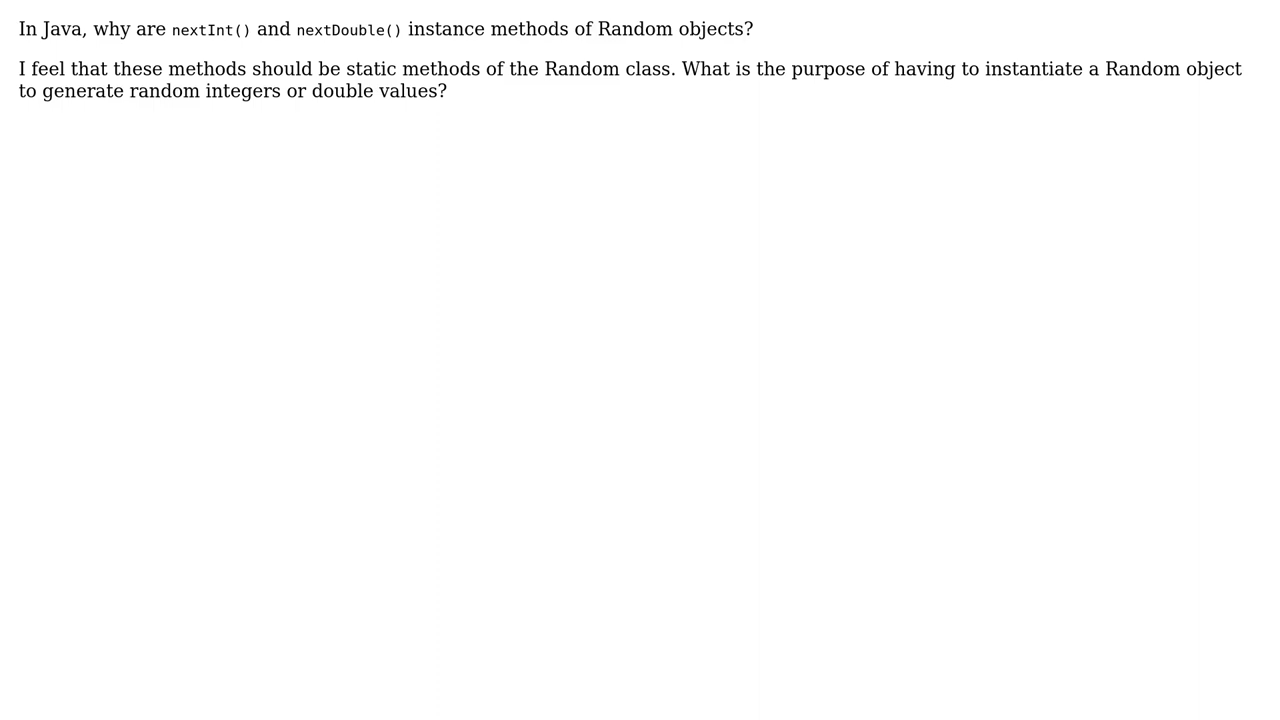 In Java, why are nextInt() and nextDouble() instance methods of Random objects?
I feel that these methods should be static methods of the Random class. What is the purpose of having to instantiate a Random object
to generate random integers or double values?